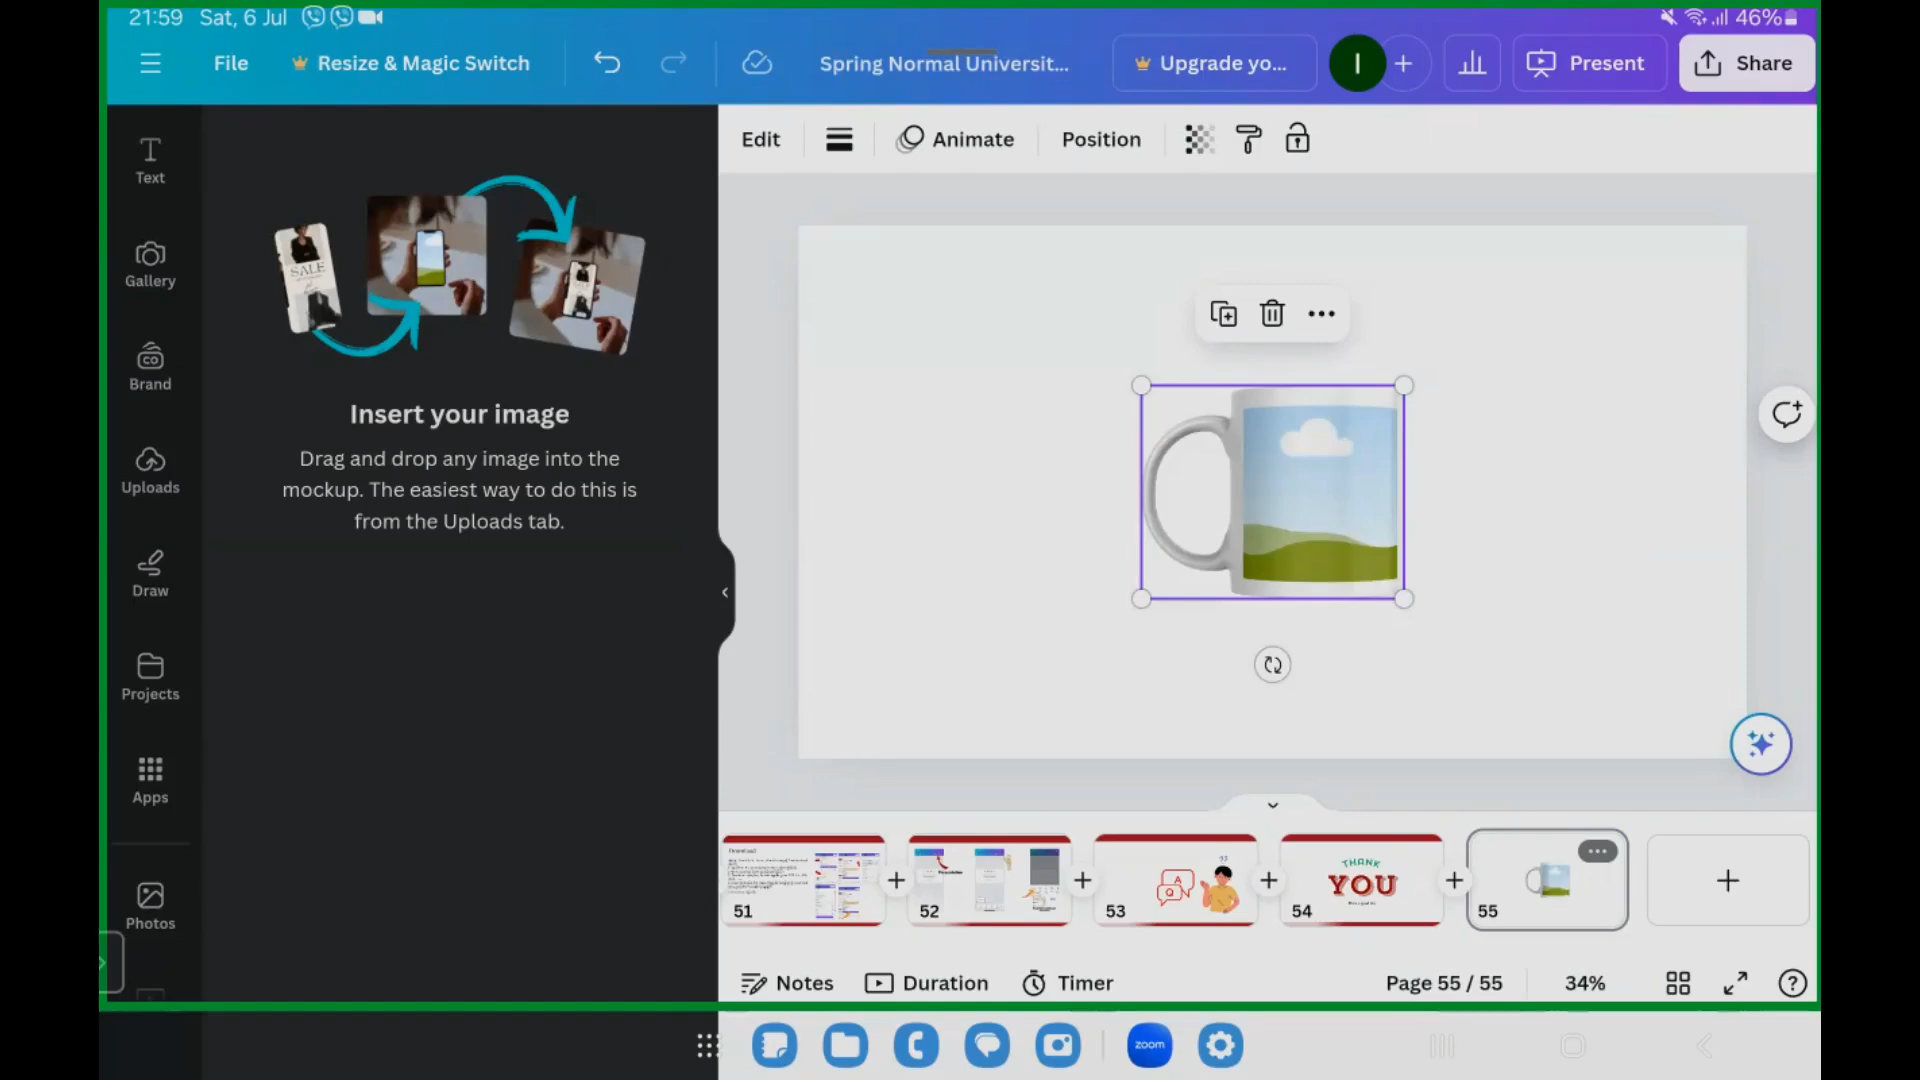 21:59 Sat, 6 Jul
46%
File
Resize & Magic Switch
Spring Normal Universit...
Upgrade yo...
I
Present
Share
Text
Gallery
Brand
Uploads
Draw
Projects
Apps
Photos
SALE
Insert your image
Drag and drop any image into the
mockup. The easiest way to do this is
from the Uploads tab.
Edit
Animate
Position
51
52
53
A
Q
54
THANK
YOU
55
Notes
Duration
Timer
Page 55 / 55
34%
zoom